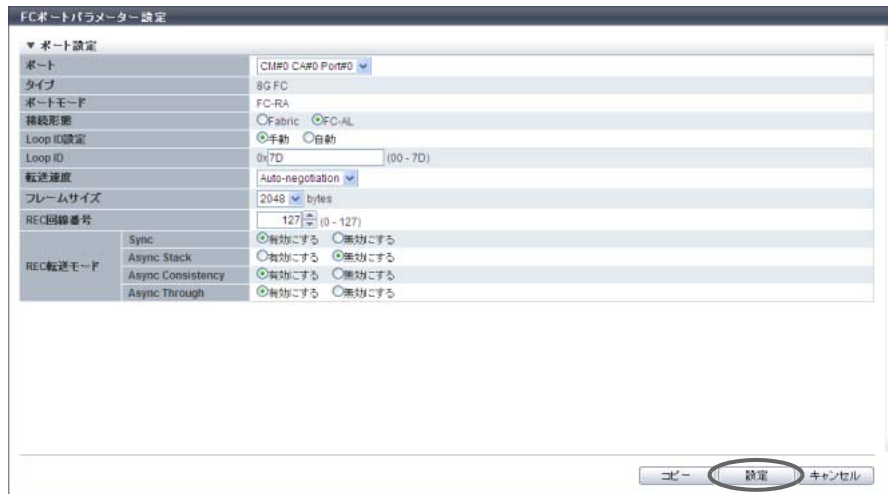 FCポートパラメーター設定
▼ ポート設定
ポート CM#0 CA#0 Port#0
タイプ 8G FC
ポートモード FC-RA
接続形態 Fabric FC-AL
Loop ID設定 手動 自動
Loop ID 0x 7D (00 - 7D)
転送速度 Auto-negotiation
フレームサイズ 2048 bytes
REC回線番号 127 (0 - 127)
REC転送モード
Sync 有効にする 無効にする
Async Stack 有効にする 無効にする
Async Consistency 有効にする 無効にする
Async Through 有効にする 無効にする
コピー 設定 キャンセル